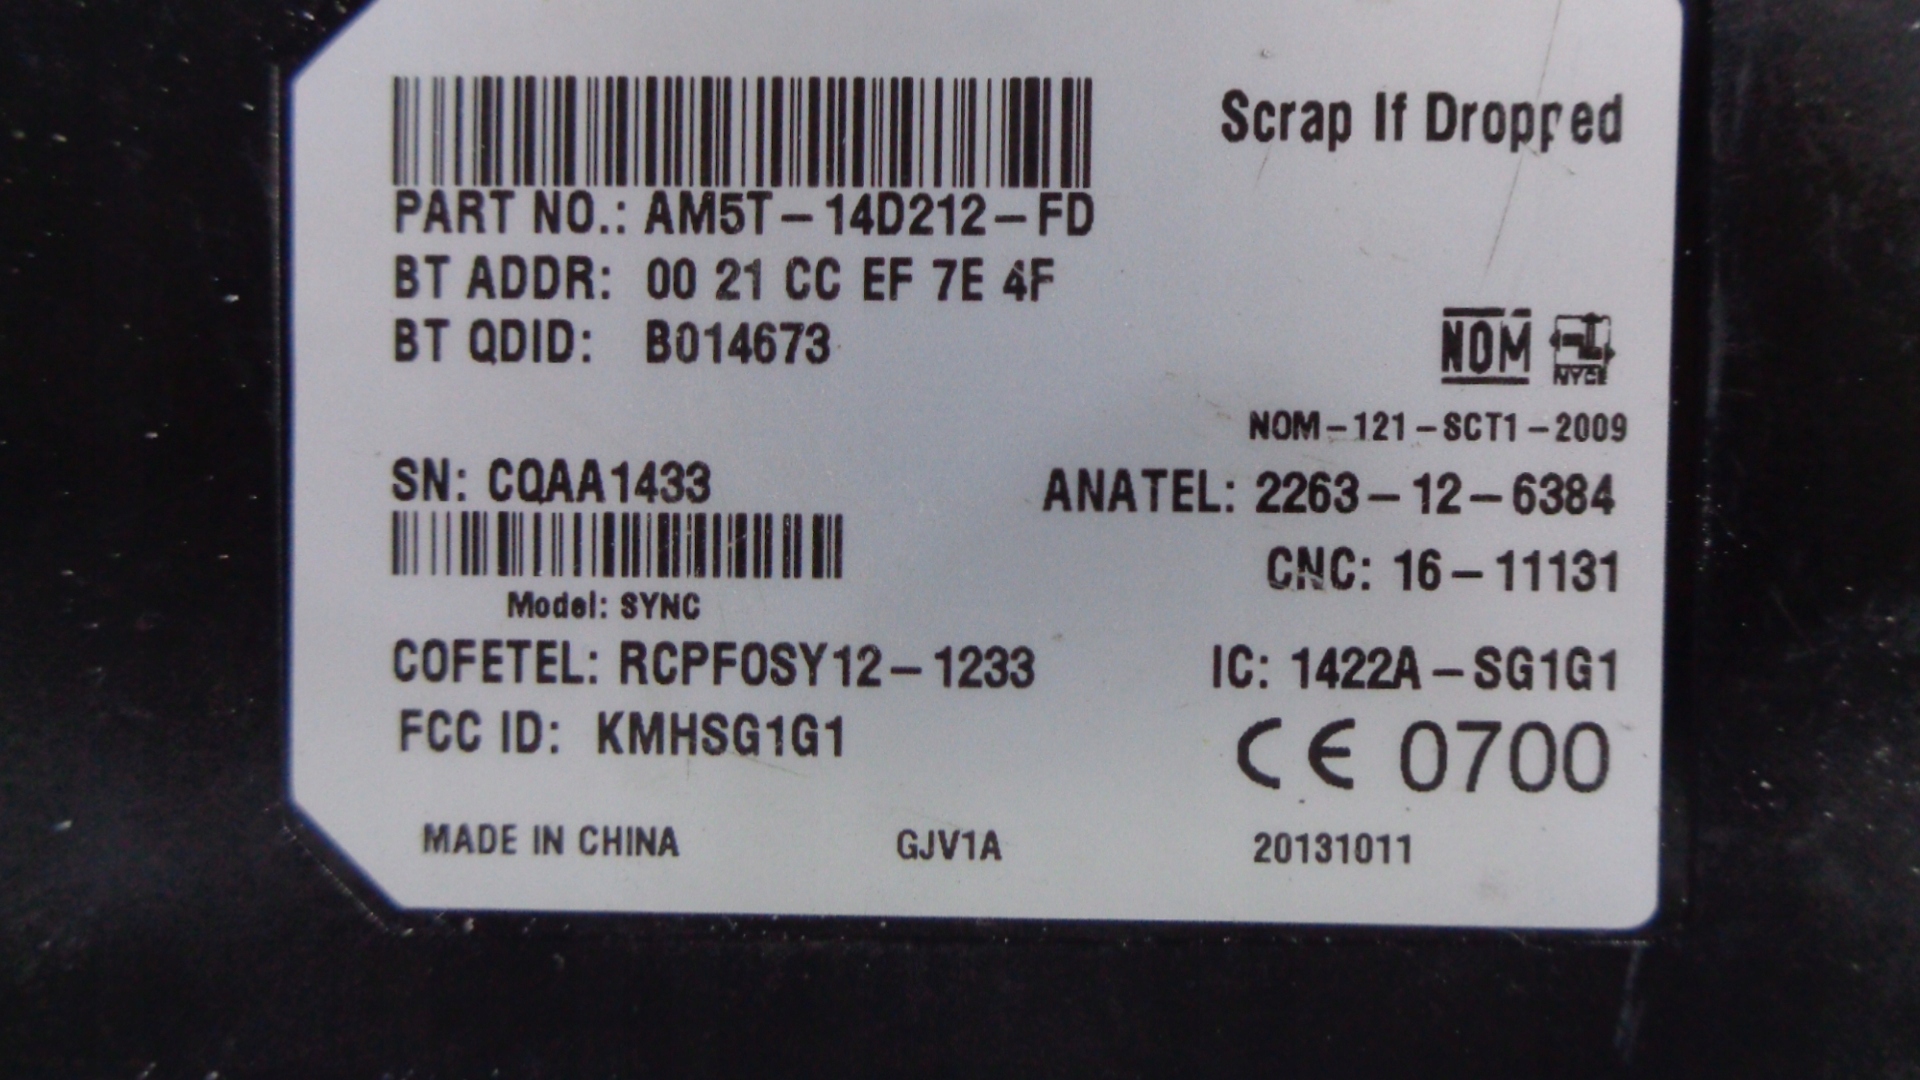 Scrap If Dropped
PART NO.: AM5T-14D212-FD
BT ADDR: 00 21 CC EF 7E 4F
BT QDID: B014673
NOM NYCE
NOM-121-SCT1-2009
SN: CQAA1433
ANATEL: 2263-12-6384
CNC: 16-11131
Model: SYNC
COFETEL: RCPFOSY12-1233
IC: 1422A-SG1G1
FCC ID: KMHSG1G1
CE 0700
MADE IN CHINA GJV1A 20131011